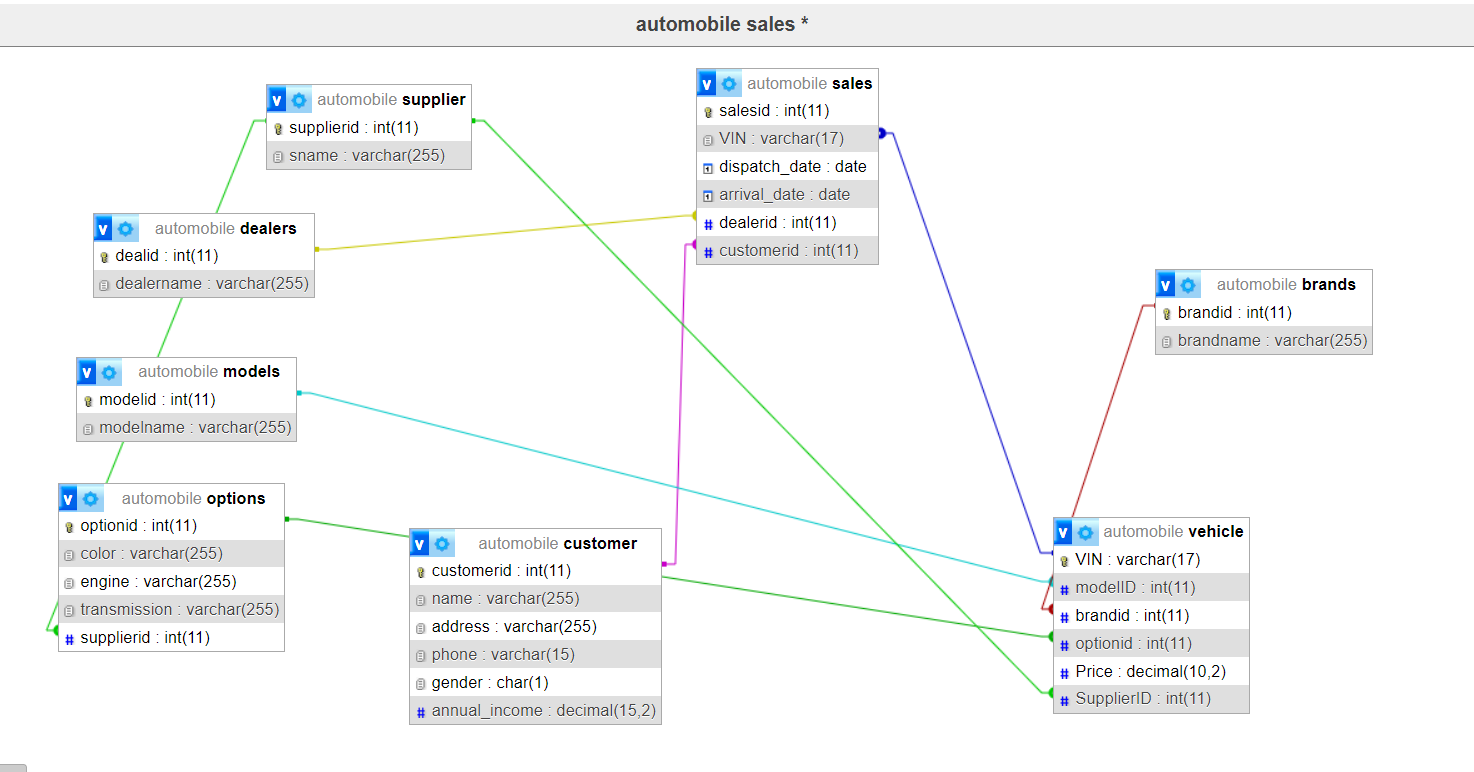 automobile sales *
v automobile supplier
supplierid : int(11)
sname : varchar(255)
v automobile sales
salesid : int(11)
VIN : varchar(17)
dispatch_date : date
arrival_date : date
dealerid : int(11)
customerid : int(11)
v automobile dealers
dealid : int(11)
dealername : varchar(255)
v automobile brands
brandid : int(11)
brandname : varchar(255)
v automobile models
modelid : int(11)
modelname : varchar(255)
v automobile options
optionid : int(11)
color : varchar(255)
engine : varchar(255)
transmission : varchar(255)
supplierid : int(11)
v automobile customer
customerid : int(11)
name : varchar(255)
address : varchar(255)
phone : varchar(15)
gender : char(1)
annual_income : decimal(15,2)
v automobile vehicle
VIN : varchar(17)
modelID : int(11)
brandid : int(11)
optionid : int(11)
Price : decimal(10,2)
SupplierID : int(11)